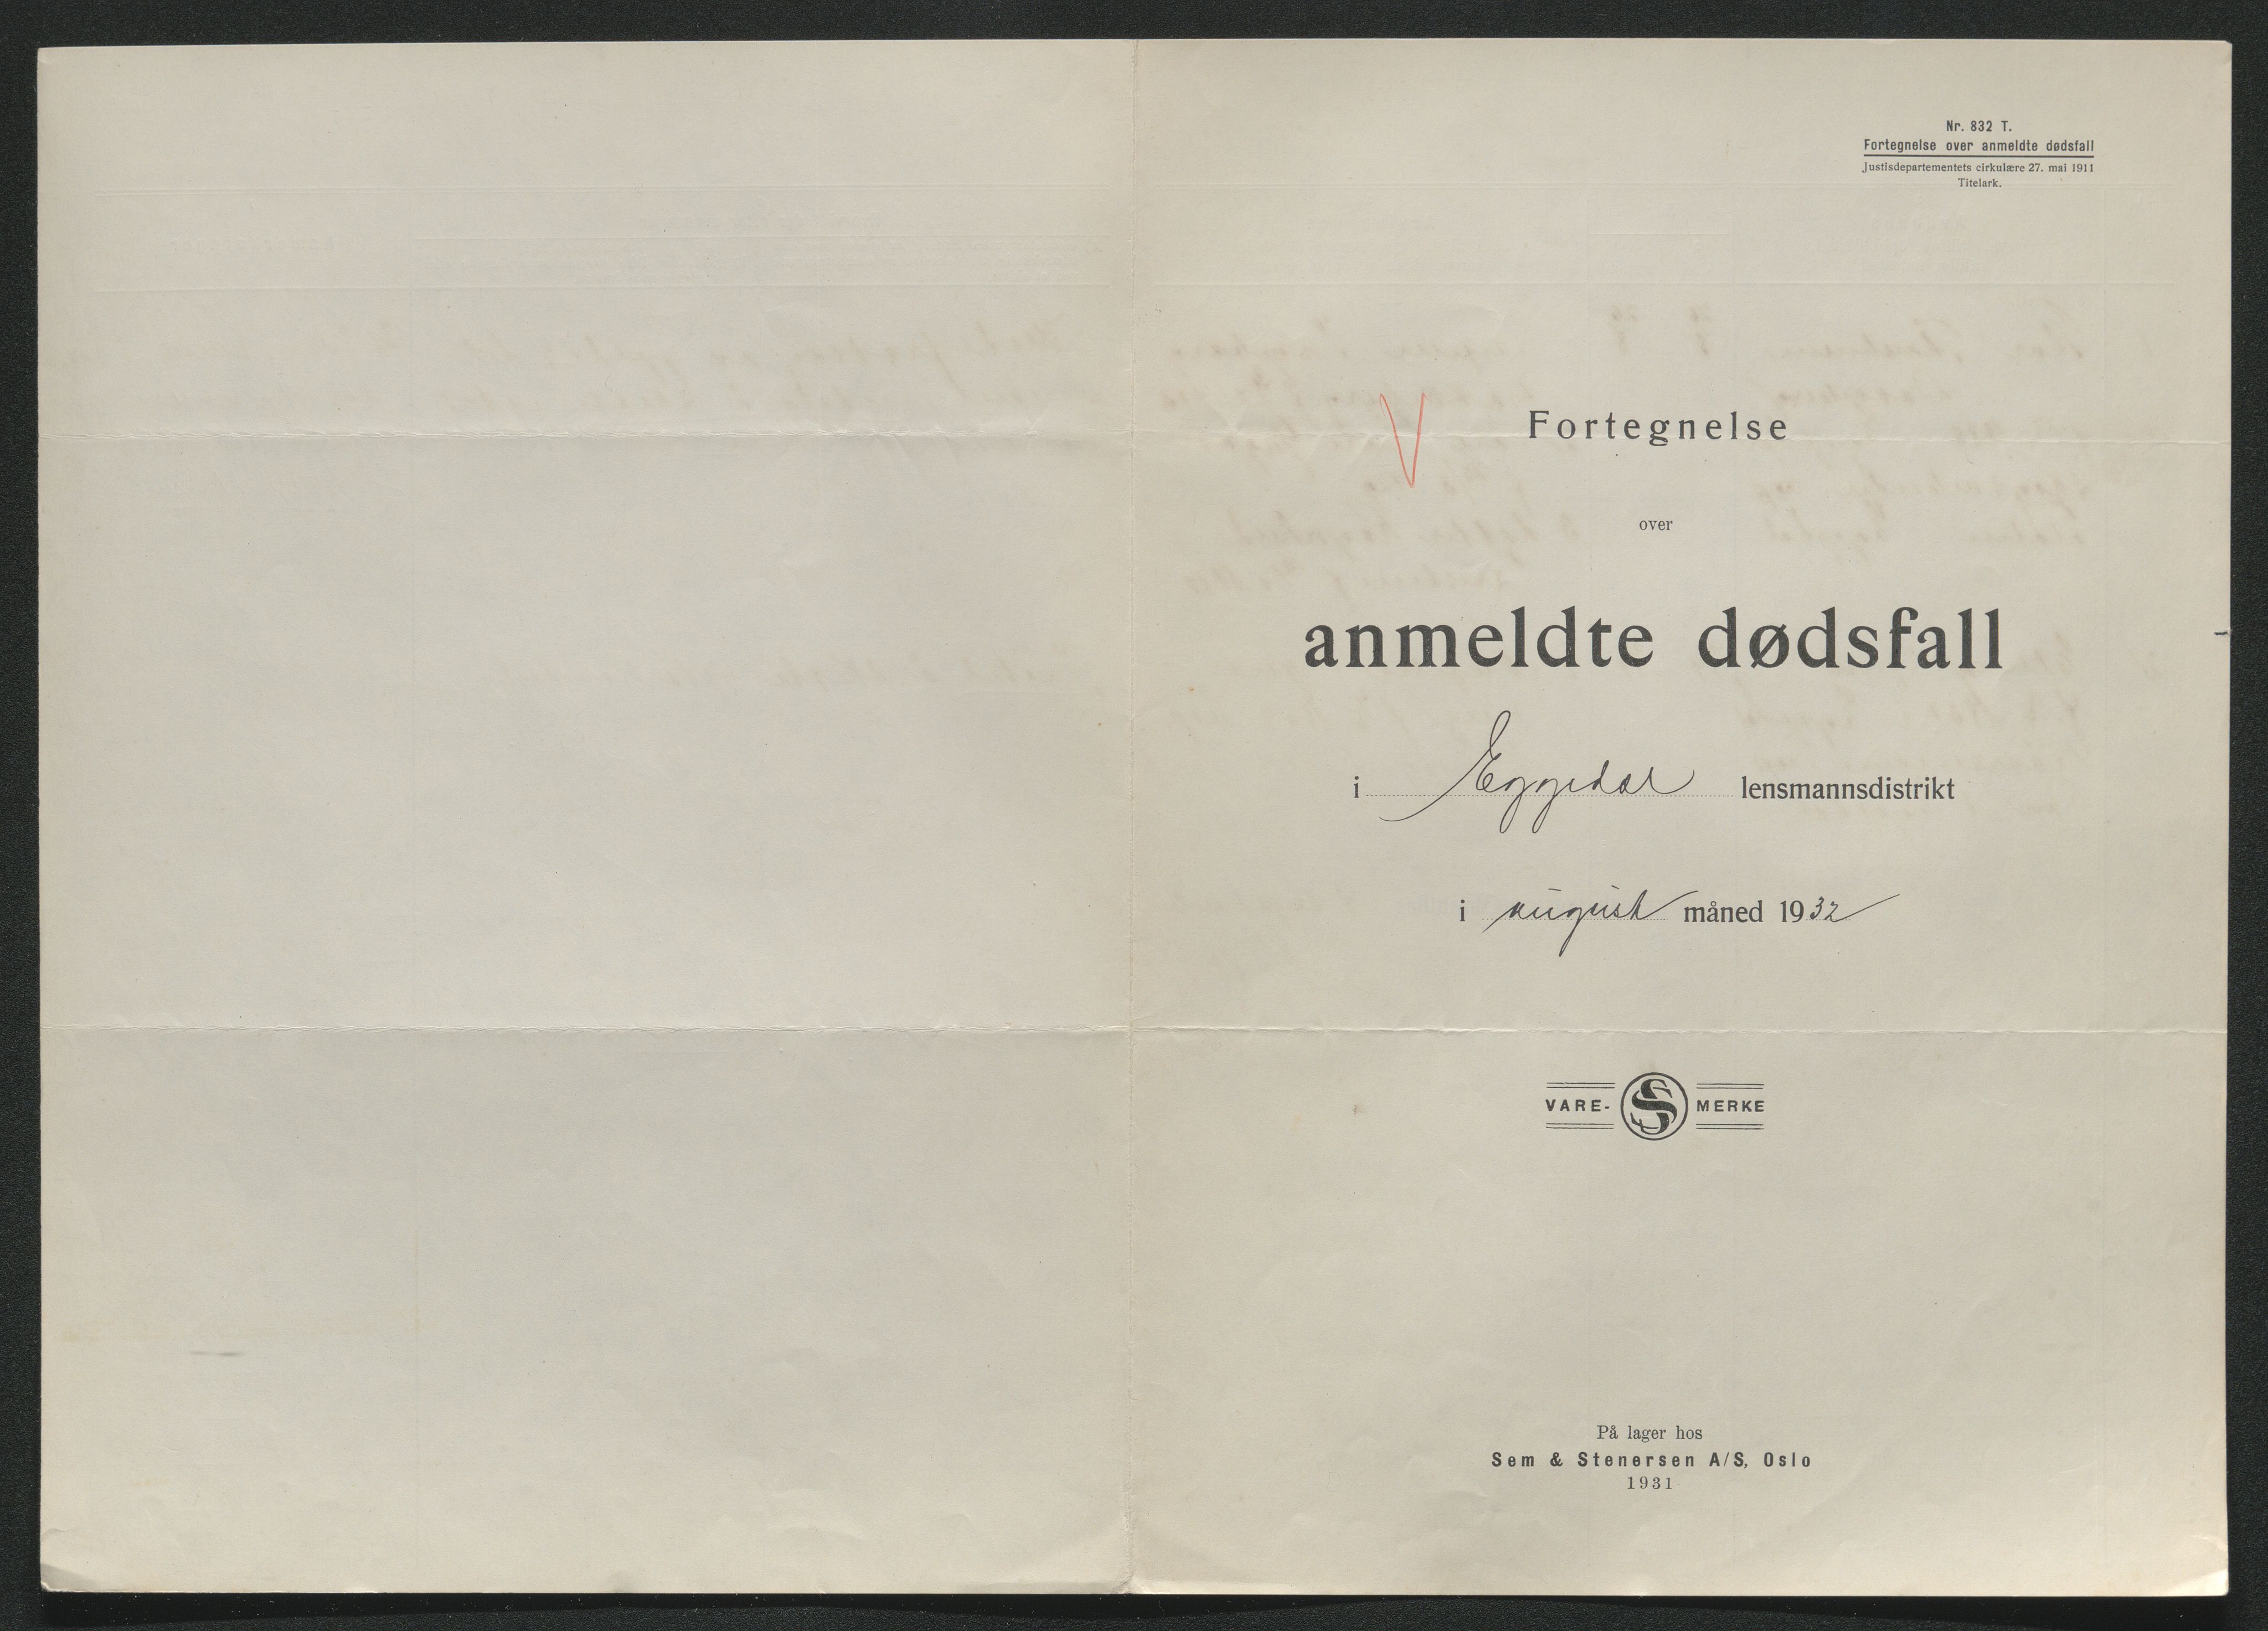 Nr. 832 T.
Fortegnelse over anmeldte dødsfall
Justisdepartementets cirkulære 27. mai 1911
Titelark.
V
Fortegnelse
over
anmeldte dødsfall
i Eggedal lensmannsdistrikt
i august måned 1932
VARE- SS MERKE
På lager hos
Sem & Stenersen A/S, Oslo
1931